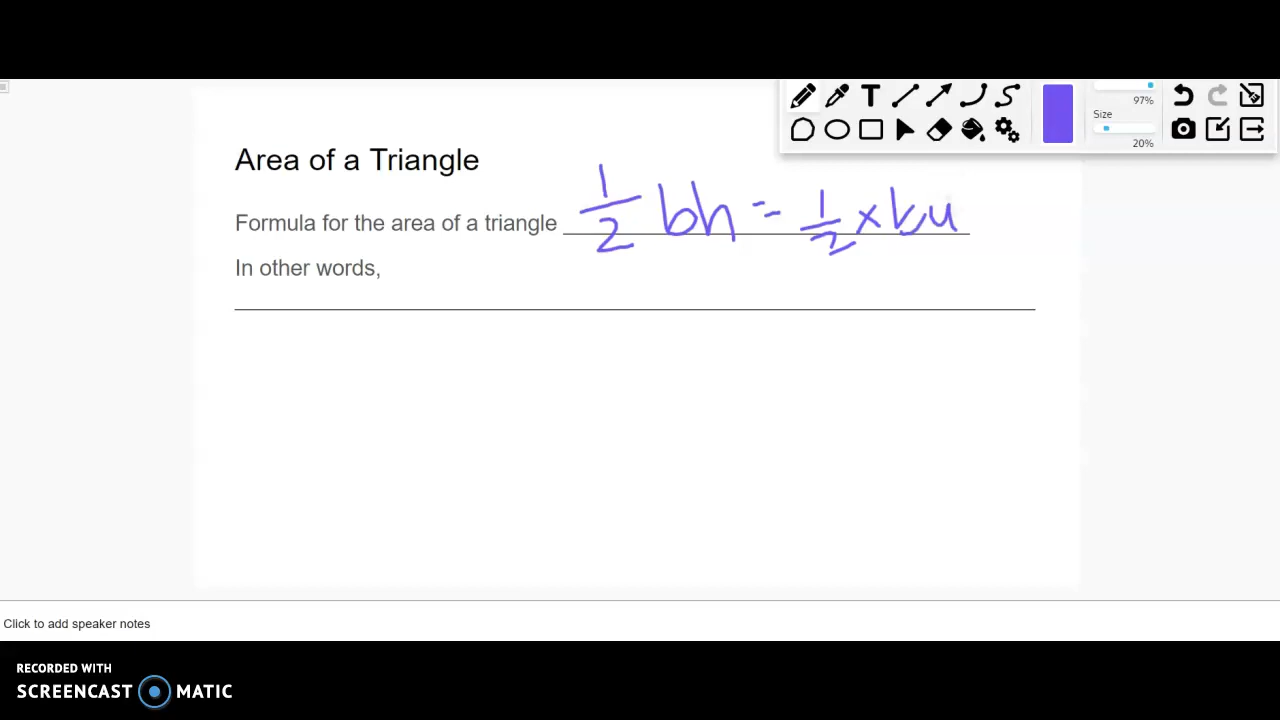 97%
Size
20%
Area of a Triangle
Formula for the area of a triangle 1/2 bh = 1/2 x
In other words,
Click to add speaker notes
RECORDED WITH
SCREENCAST MATIC